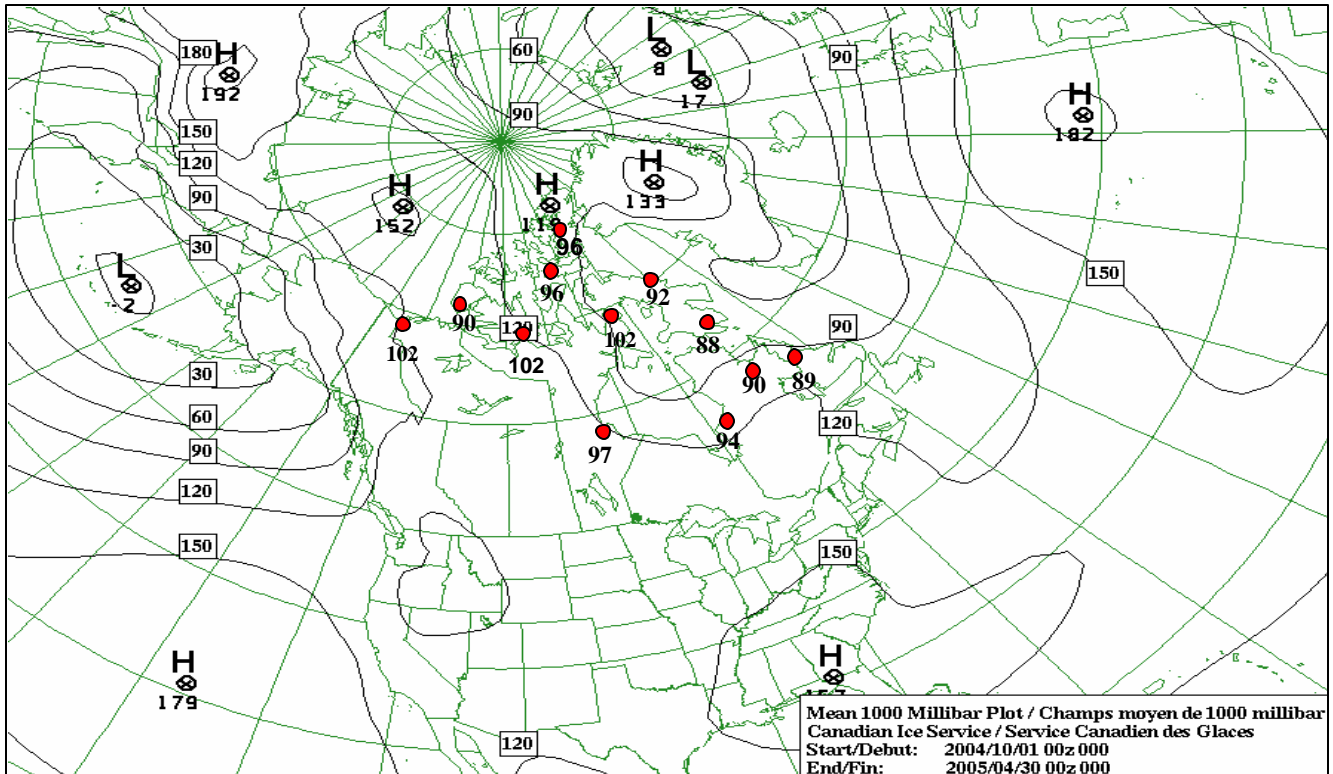 180
H
192
150
120
90
30
L
2
30
60
90
120
150
H
179
60
90
L
8
L
17
90
H
182
H
133
H
152
H
96
96
92
90
120
102
102
102
88
90
150
90
89
94
97
120
150
H
120
Mean 1000 Millibar Plot / Champs moyen de 1000 millibar
Canadian Ice Service / Service Canadien des Glaces
Start/Debut: 2004/10/01 00z 000
End/Fin: 2005/04/30 00z 000